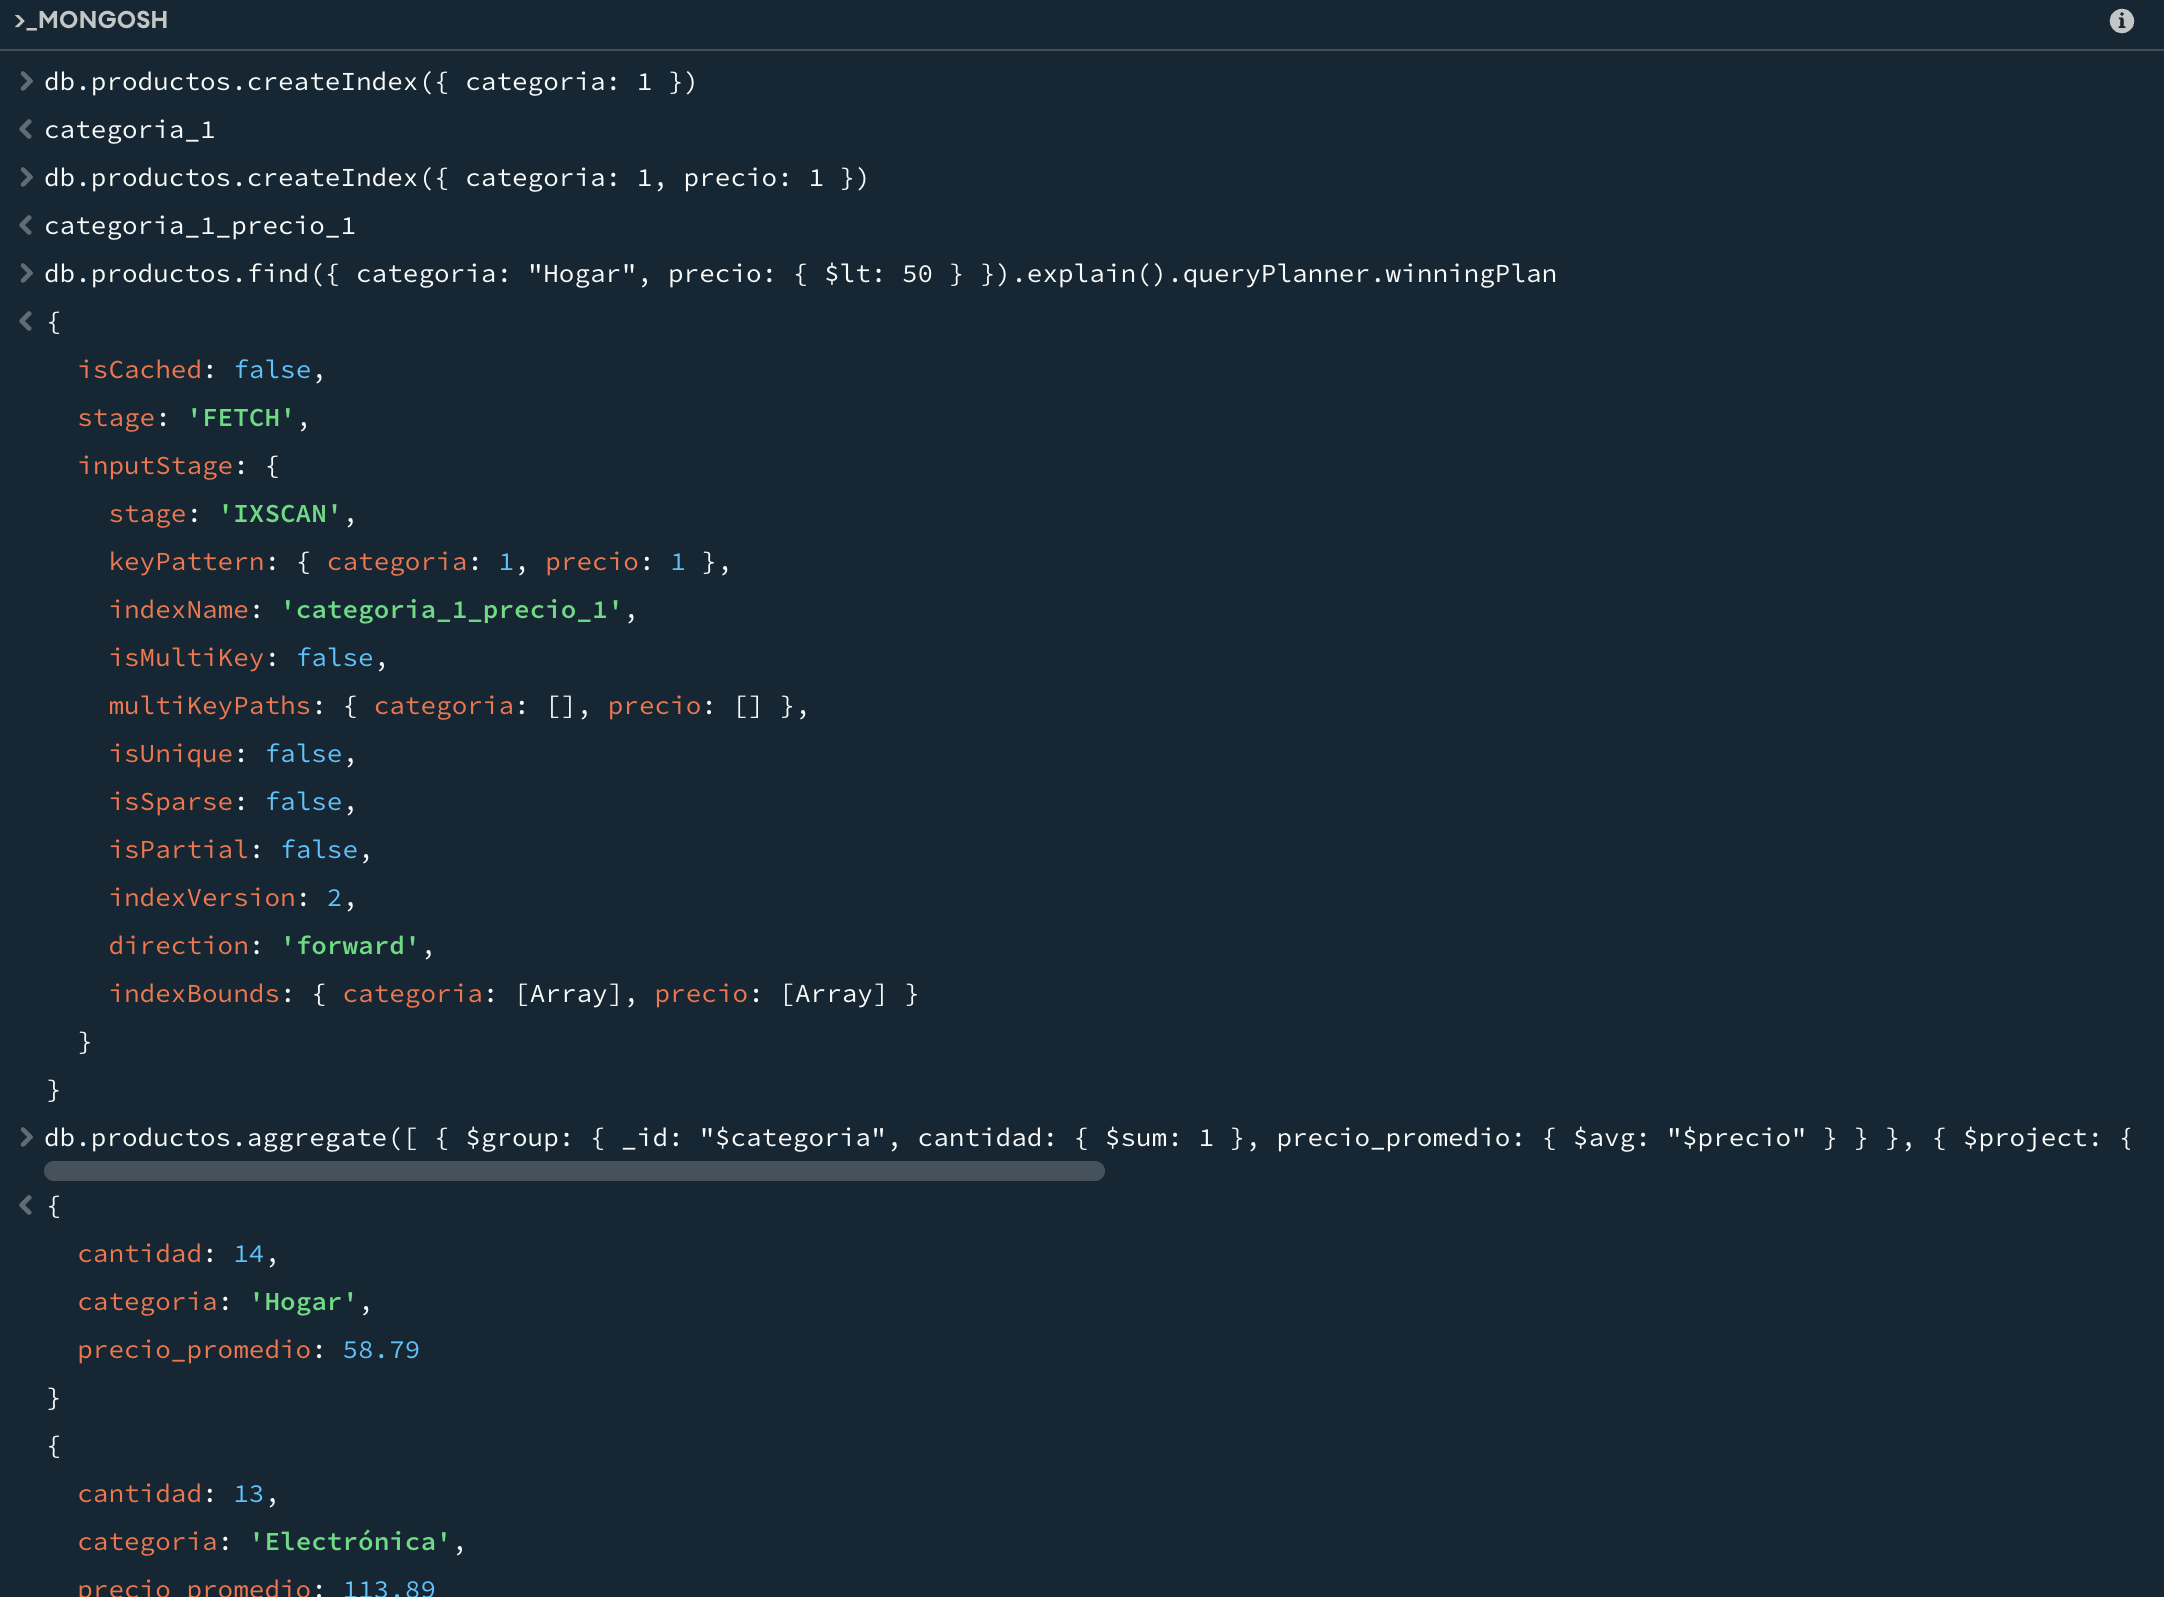 >_MONGOSH
> db.productos.createIndex({ categoria: 1 })
< categoria_1
> db.productos.createIndex({ categoria: 1, precio: 1 })
< categoria_1_precio_1
> db.productos.find({ categoria: "Hogar", precio: { $lt: 50 } }).explain().queryPlanner.winningPlan
< {
isCached: false,
stage: 'FETCH',
inputStage: {
stage: 'IXSCAN',
keyPattern: { categoria: 1, precio: 1 },
indexName: 'categoria_1_precio_1',
isMultiKey: false,
multiKeyPaths: { categoria: [], precio: [] },
isUnique: false,
isSparse: false,
isPartial: false,
indexVersion: 2,
direction: 'forward',
indexBounds: { categoria: [Array], precio: [Array] }
}
}
> db.productos.aggregate([ { $group: { _id: "$categoria", cantidad: { $sum: 1 }, precio_promedio: { $avg: "$precio" } } }, { $project: {
< {
cantidad: 14,
categoria: 'Hogar',
precio_promedio: 58.79
}
{
cantidad: 13,
categoria: 'Electrónica',
precio_promedio: 113.89